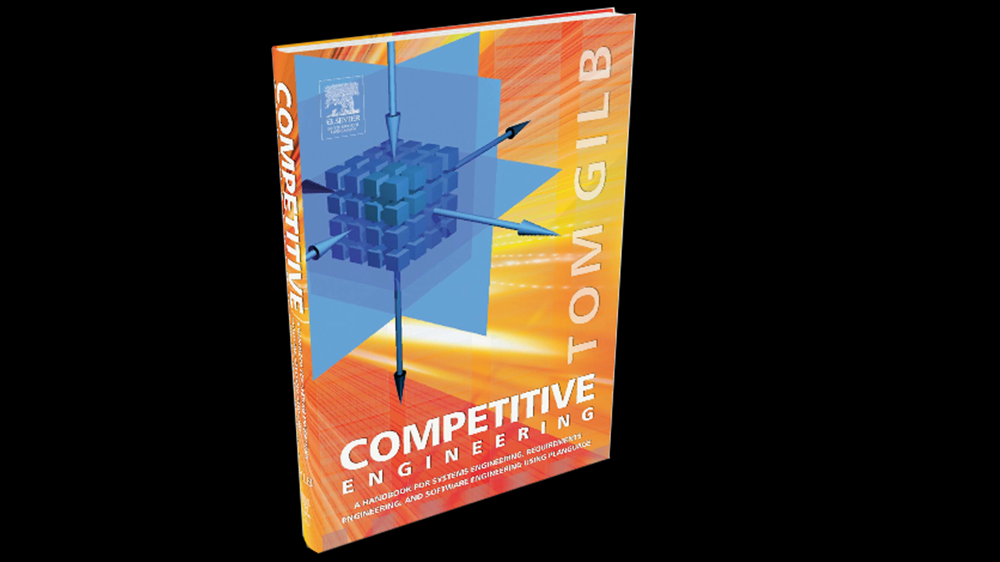 COMPETITIVE
ELSEVIER
TOM GILB
COMPETITIVE
ENGINEERING
A HANDBOOK FOR SYSTEMS ENGINEERING, REQUIREMENTS
ENGINEERING, AND SOFTWARE ENGINEERING USING PLANGUAGE